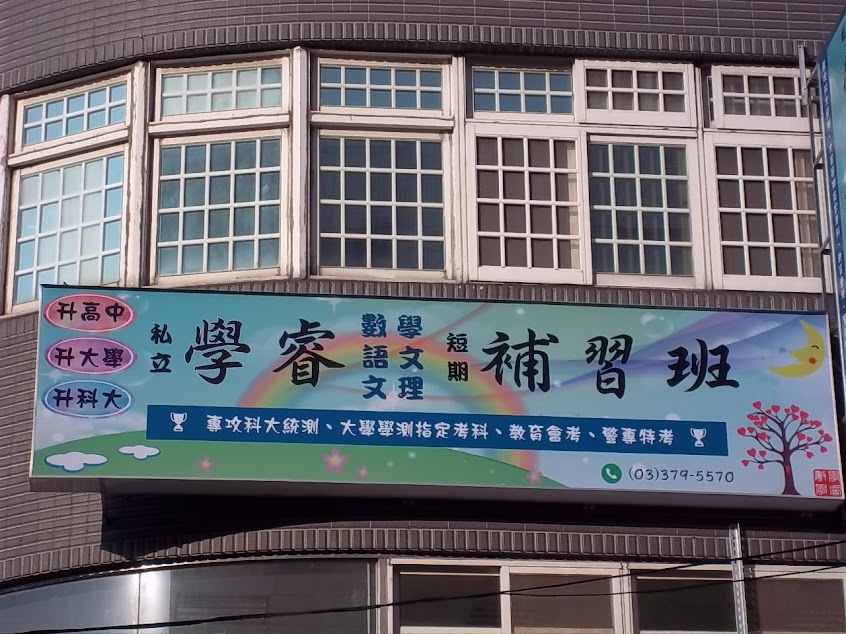 升高中
升大學
升科大
私立 學睿 文理 數學 語文 短期 補習班
專攻科大統測、大學學測指定考科、教育會考、警專特考
(03)379-5570